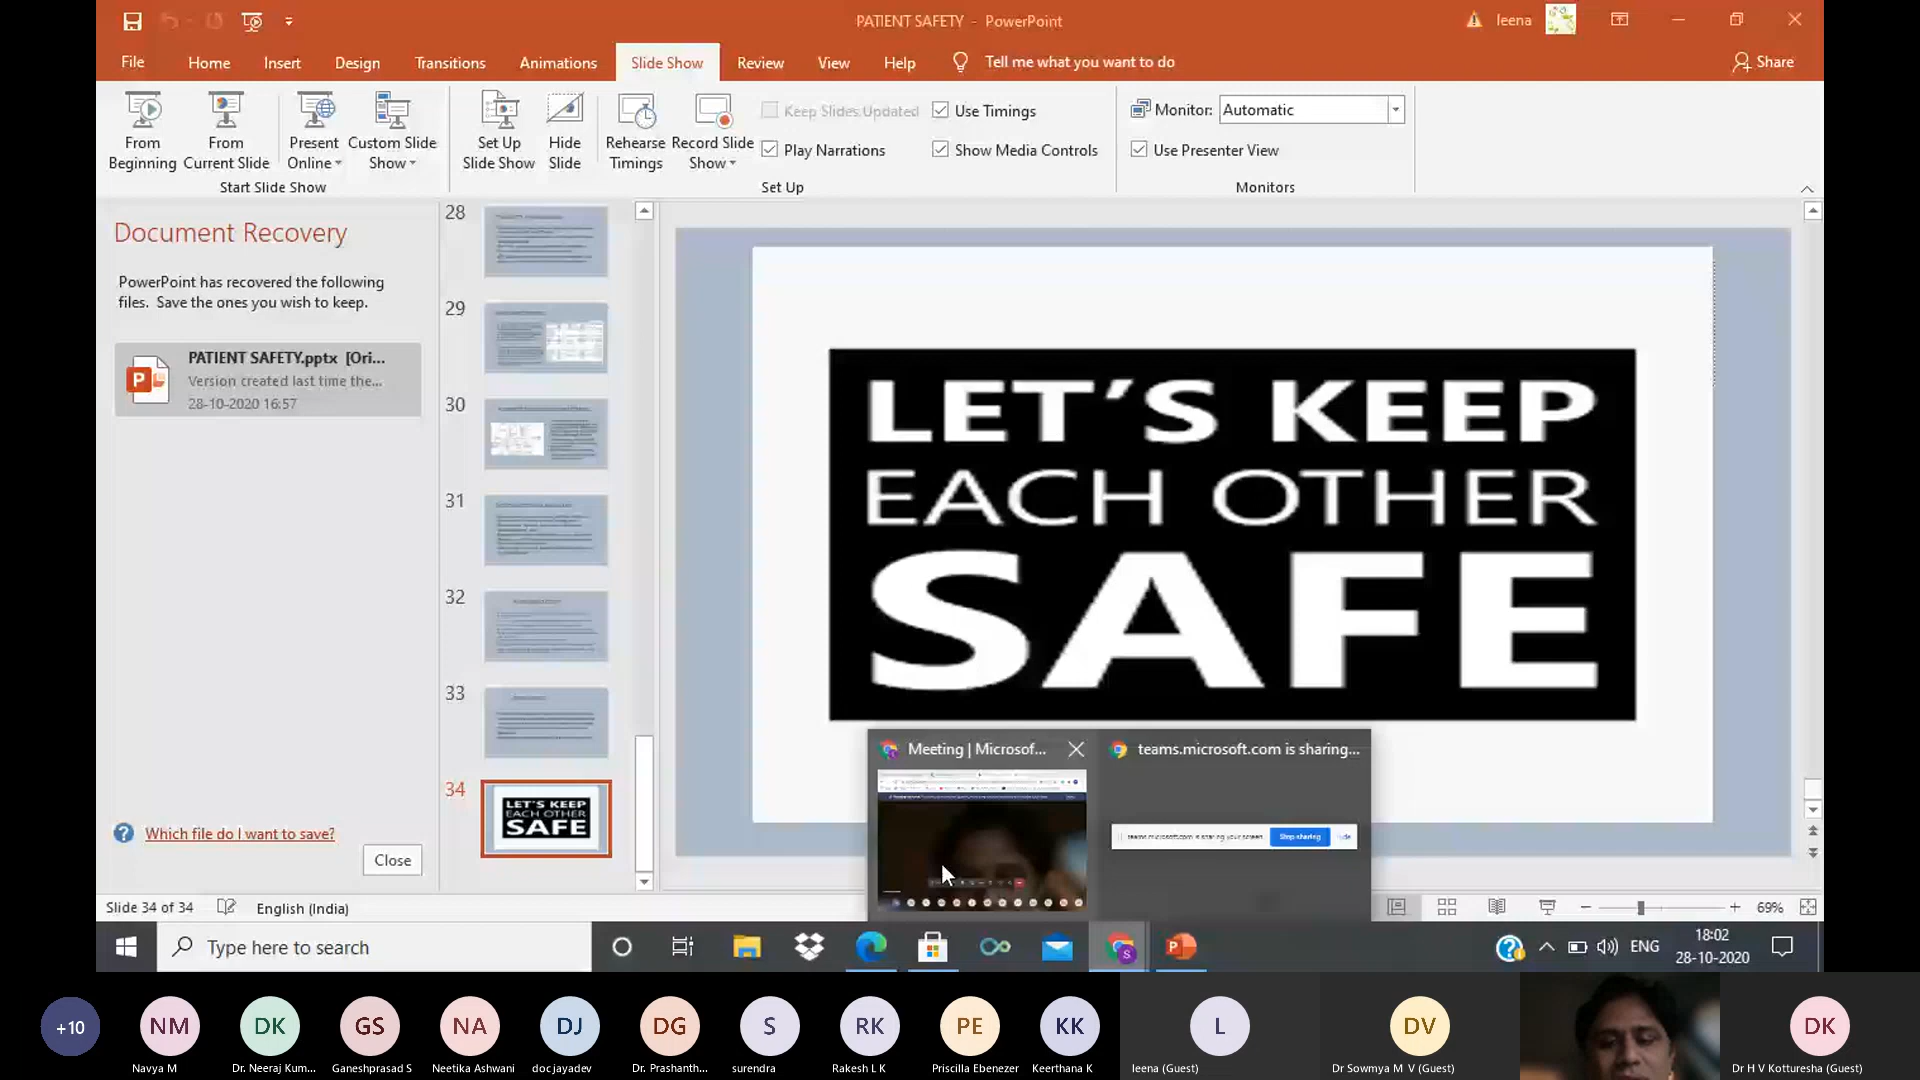 PATIENT SAFETY - PowerPoint
leena
File Home Insert Design Transitions Animations Slide Show Review View Help Tell me what you want to do Share
From Beginning
From Current Slide
Present Online
Custom Slide Show
Start Slide Show
Set Up Slide Show
Hide Slide
Rehearse Timings
Record Slide Show
Keep Slides Updated
Use Timings
Play Narrations
Show Media Controls
Set Up
Monitor: Automatic
Use Presenter View
Monitors
Document Recovery
PowerPoint has recovered the following
files. Save the ones you wish to keep.
PATIENT SAFETY.pptx [Ori...
Version created last time the...
28-10-2020 16:57
Which file do I want to save?
Close
28
29
30
31
32
33
34
LET'S KEEP
EACH OTHER
SAFE
LET'S KEEP
EACH OTHER
SAFE
Meeting | Microsof...
teams.microsoft.com is sharing...
teams.microsoft.com is sharing your screen. Stop sharing
Slide 34 of 34
English (India)
69%
Type here to search
ENG
18:02
28-10-2020
+10
NM
DK
GS
NA
DJ
DG
S
RK
PE
KK
L
DV
DK
Navya M
Dr. Neeraj Kum...
Ganeshprasad S
Neetika Ashwani
docjayadev
Dr. Prashanth...
surendra
Rakesh L K
Priscilla Ebenezer
Keerthana K
leena (Guest)
Dr Sowmya M V (Guest)
Dr H V Kotturesha (Guest)